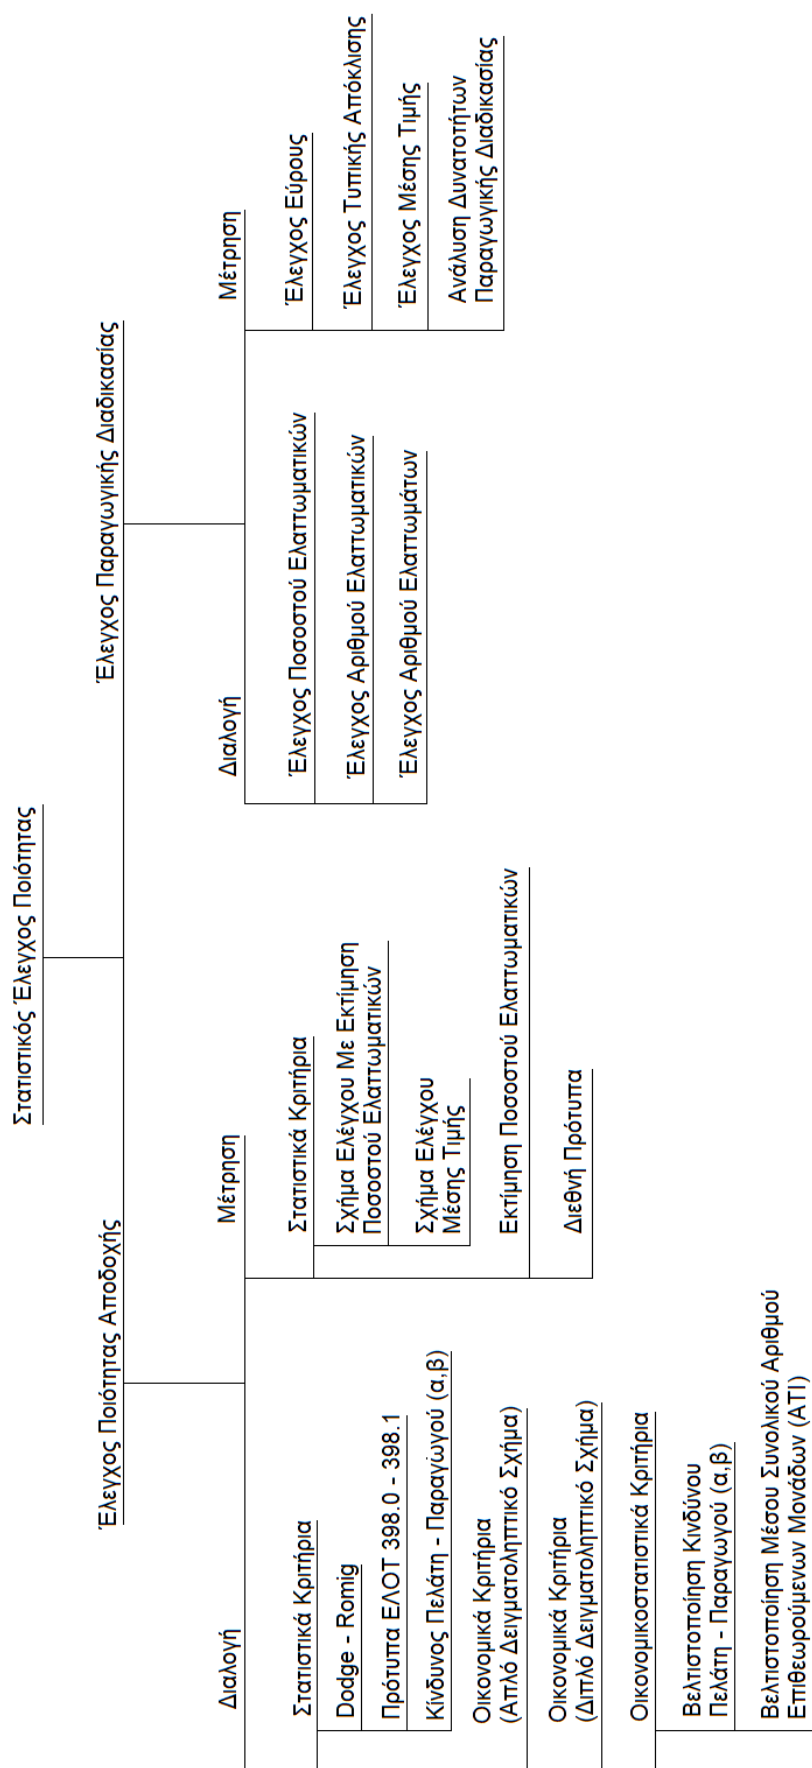 Στατιστικός Έλεγχος Ποιότητας
Έλεγχος Ποιότητας Αποδοχής
Διαλογή
Στατιστικά Κριτήρια
Dodge - Romig
Πρότυπα ΕΛΟΤ 398.0 - 398.1
Κίνδυνος Πελάτη - Παραγώγού (α,β)
Οικονομικά Κριτήρια
(Απλό Δειγματοληπτικό Σχήμα)
Οικονομικά Κριτήρια
(Διπλό Δειγματοληπτικό Σχήμα)
Οικονομικοστατιστικά Κριτήρια
Βελτιστοποίηση Κινδύνου
Πελάτη - Παραγωγού (α,β)
Βελτιστοποίηση Μέσου Συνολικού Αριθμού
Επιθεωρούμενων Μονάδων (ΑΤΙ)
Μέτρηση
Στατιστικά Κριτήρια
Σχήμα Ελέγχου Με Εκτίμηση
Ποσοστού Ελαττωματικών
Σχήμα Ελέγχου
Μέσης Τιμής
Εκτίμηση Ποσοστού Ελαττωματικών
Διεθνή Πρότυπα
Έλεγχος Παραγωγικής Διαδικασίας
Διαλογή
Έλεγχος Ποσοστού Ελαττωματικών
Έλεγχος Αριθμού Ελαττωματικών
Έλεγχος Αριθμού Ελαττωμάτων
Μέτρηση
Έλεγχος Εύρους
Έλεγχος Τυπικής Απόκλισης
Έλεγχος Μέσης Τιμής
Ανάλυση Δυνατοτήτων
Παραγωγικής Διαδικασίας